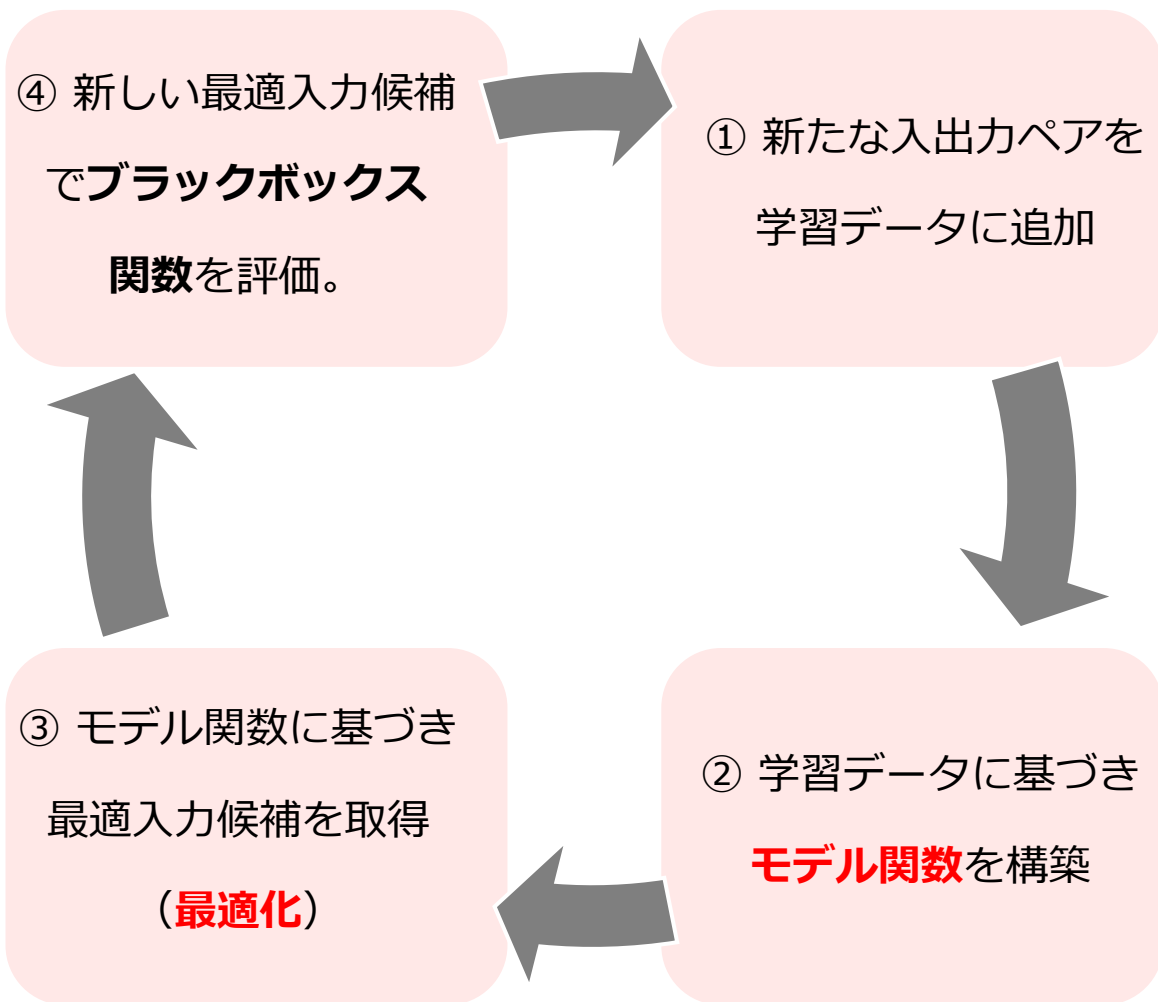 ④ 新しい最適入力候補
でブラックボックス
関数を評価。
① 新たな入出力ペアを
学習データに追加
③ モデル関数に基づき
最適入力候補を取得
（最適化）
② 学習データに基づき
モデル関数を構築